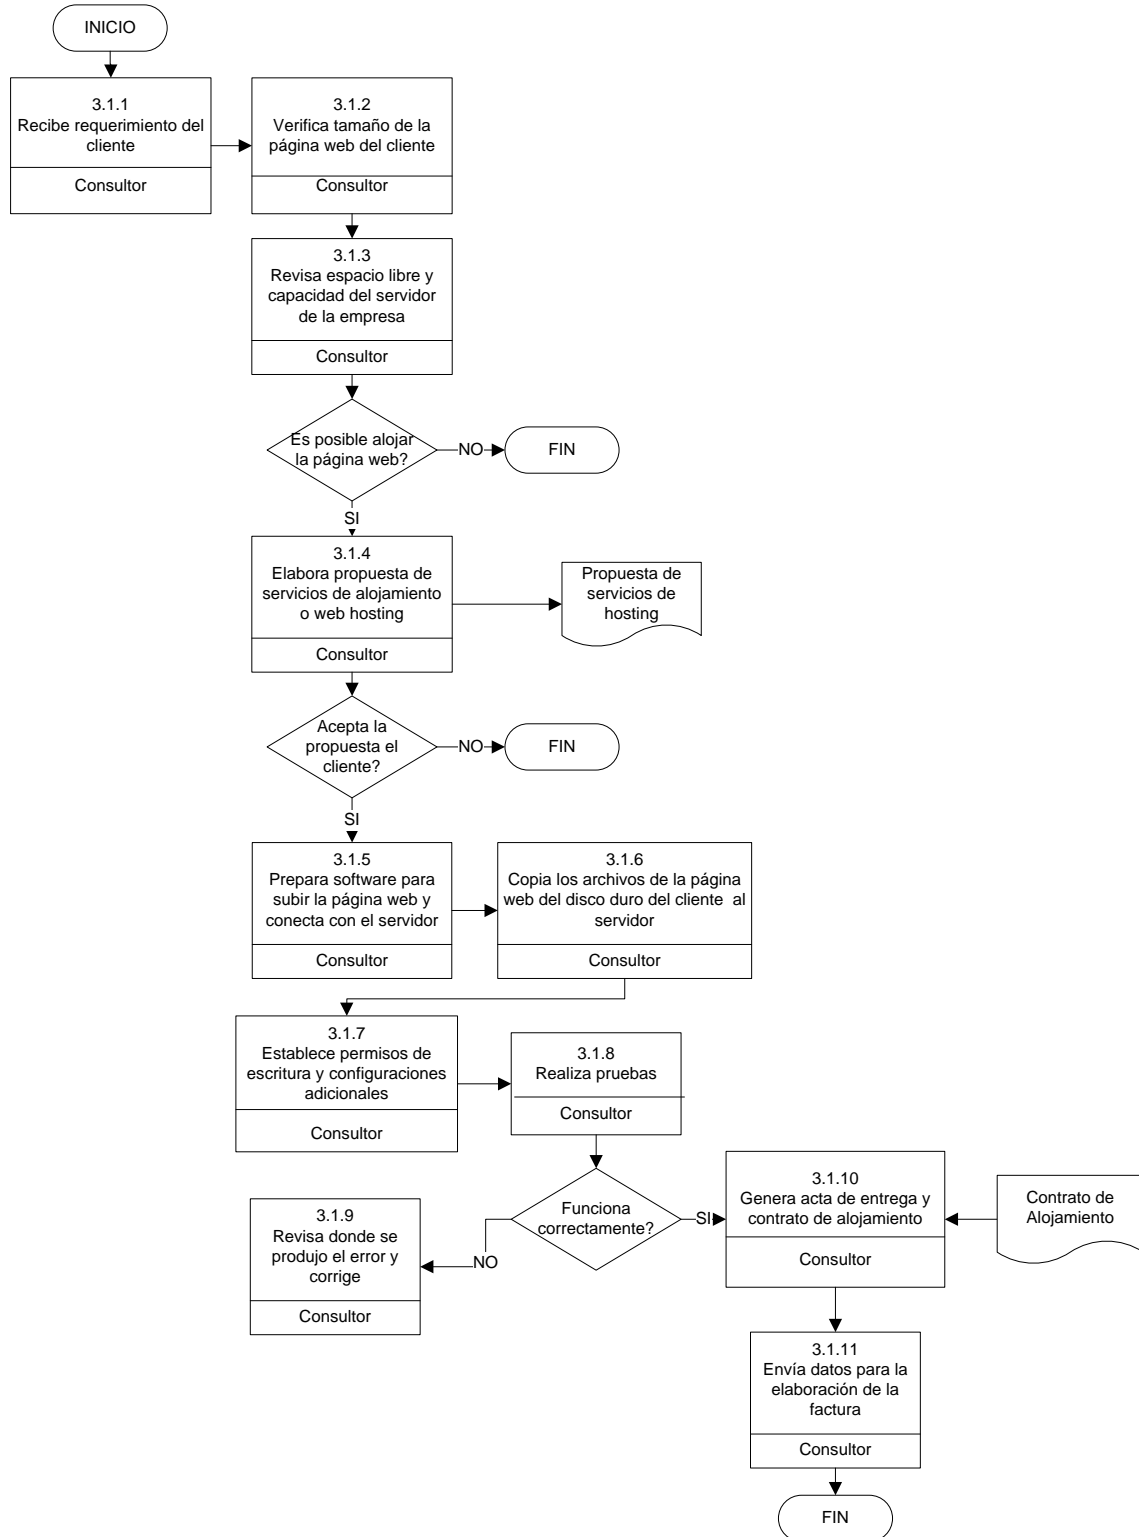 INICIO
3.1.1
Recibe requerimiento del
cliente
Consultor
3.1.2
Verifica tamaño de la
página web del cliente
Consultor
3.1.3
Revisa espacio libre y
capacidad del servidor
de la empresa
Consultor
Es posible alojar
la página web?
NO
FIN
SI
3.1.4
Elabora propuesta de
servicios de alojamiento
o web hosting
Consultor
Propuesta de
servicios de
hosting
Acepta la
propuesta el
cliente?
NO
FIN
SI
3.1.5
Prepara software para
subir la página web y
conecta con el servidor
Consultor
3.1.6
Copia los archivos de la página
web del disco duro del cliente al
servidor
Consultor
3.1.7
Establece permisos de
escritura y configuraciones
adicionales
Consultor
3.1.8
Realiza pruebas
Consultor
Funciona
correctamente?
NO
3.1.9
Revisa donde se
produjo el error y
corrige
Consultor
SI
3.1.10
Genera acta de entrega y
contrato de alojamiento
Consultor
Contrato de
Alojamiento
3.1.11
Envía datos para la
elaboración de la
factura
Consultor
FIN